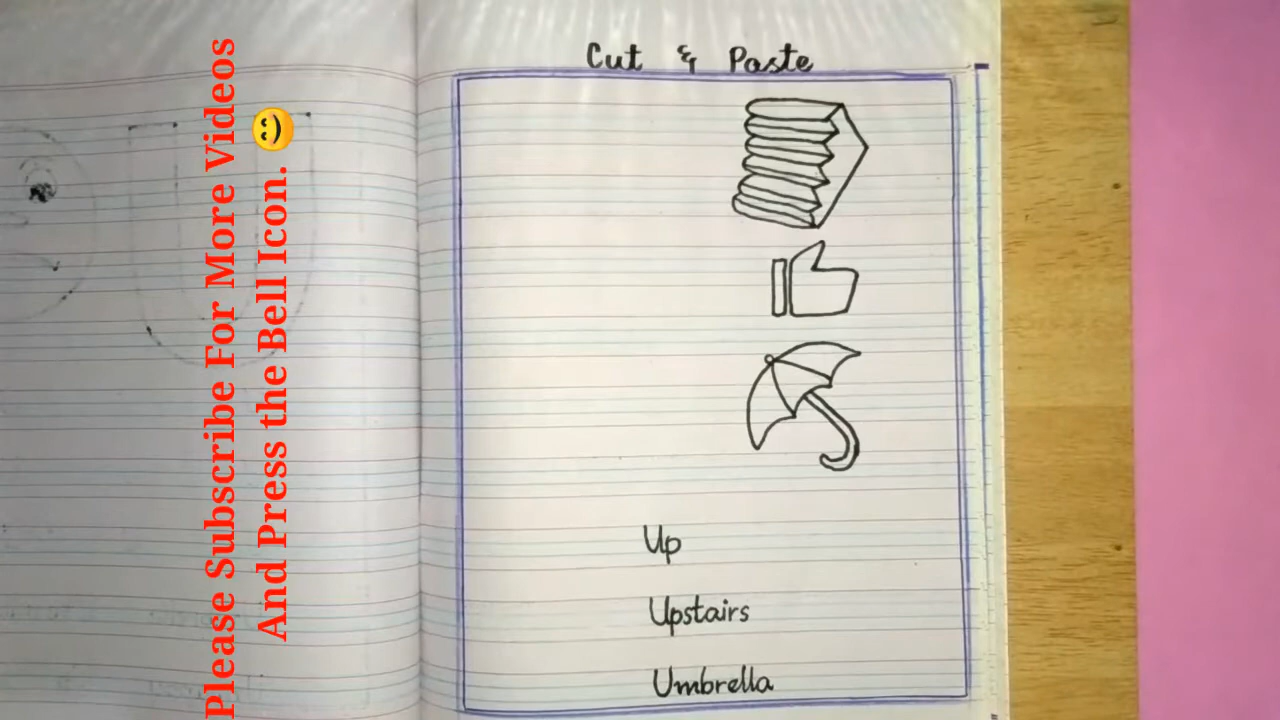 Cut & Paste
Up
Upstairs
Umbrella
Please Subscribe For More Videos
And Press the Bell Icon. 😊